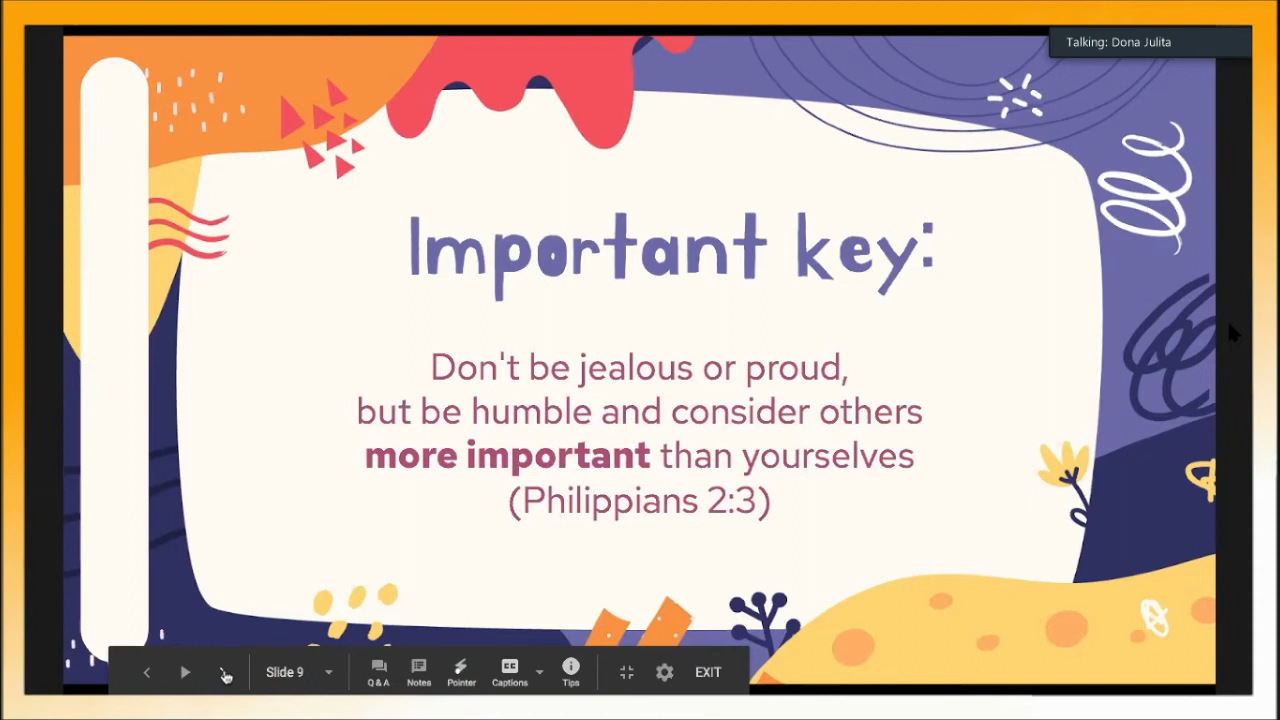 Talking: Dona Julita
Important key:
Don't be jealous or proud,
but be humble and consider others
more important than yourselves
(Philippians 2:3)
Slide 9
Q & A
Notes
Pointer
CC
Captions
Tips
EXIT